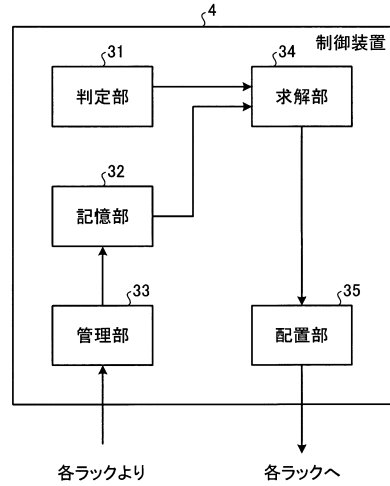 4
制御装置
31
判定部
34
求解部
32
記憶部
33
管理部
35
配置部
各ラックより
各ラックへ